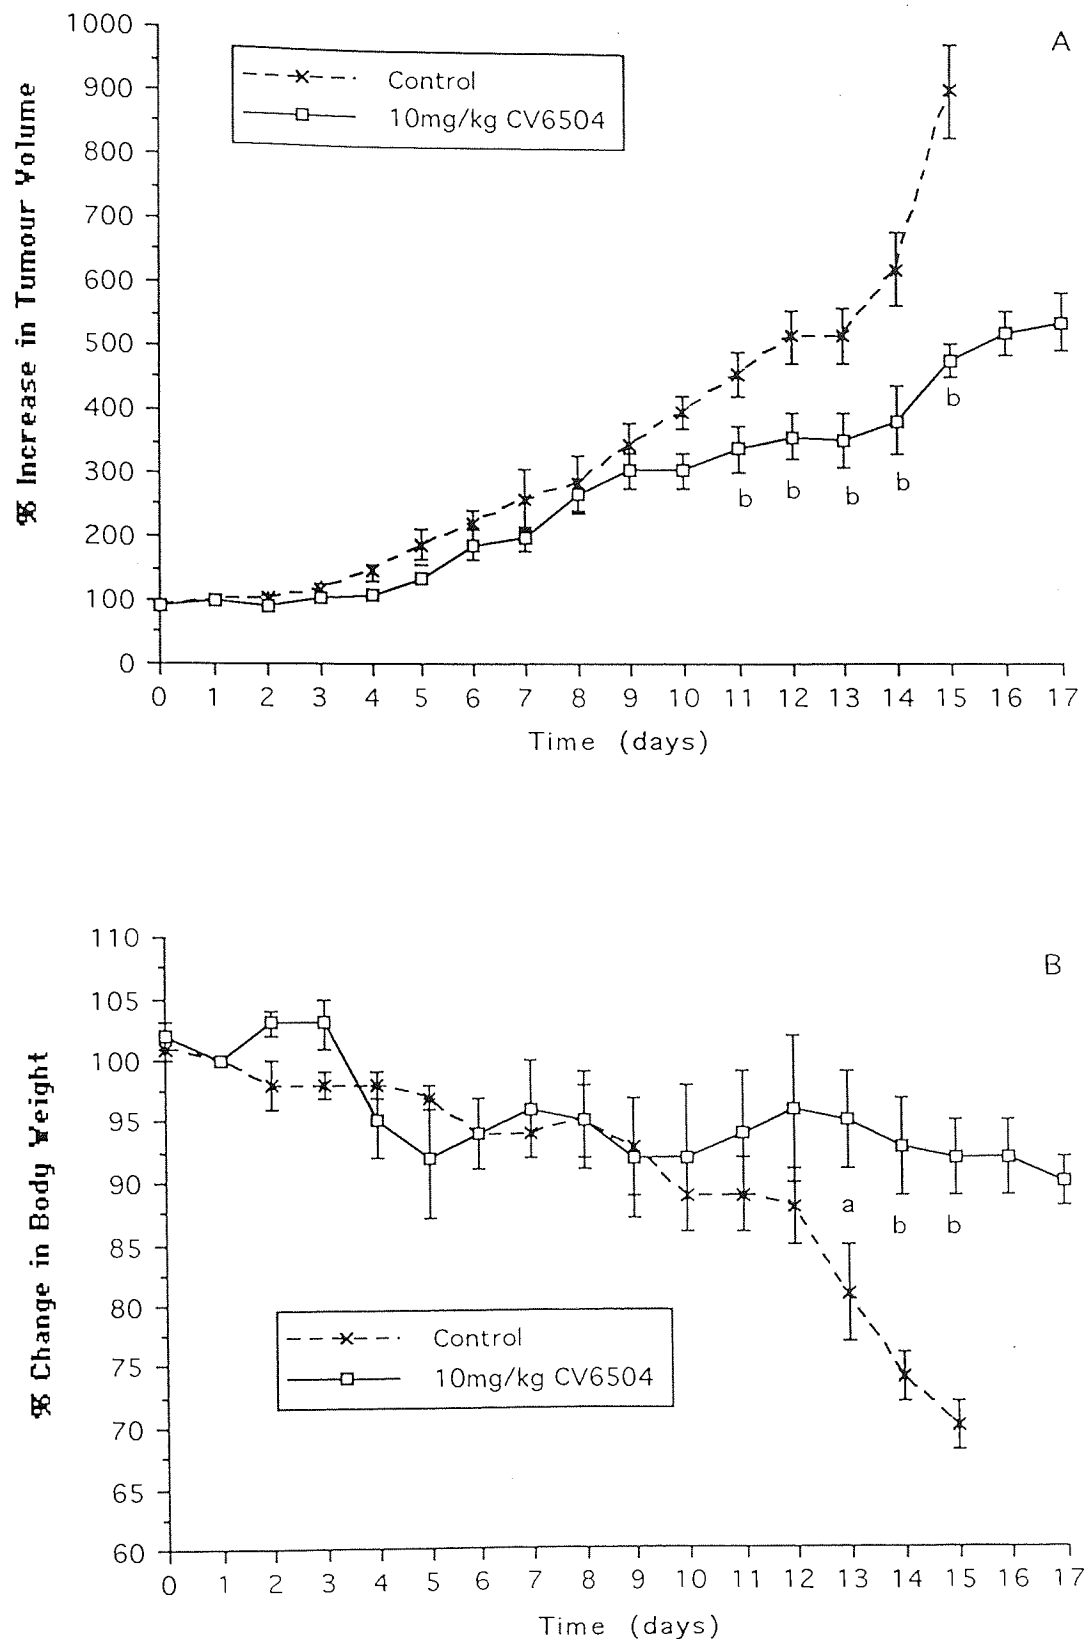 A
Control
10mg/kg CV6504
% Increase in Tumour Volume
1000
900
800
700
600
500
400
300
200
100
0
b b b b b
0 1 2 3 4 5 6 7 8 9 10 11 12 13 14 15 16 17
Time (days)
B
% Change in Body Weight
110
105
100
95
90
85
80
75
70
65
60
a b b
Control
10mg/kg CV6504
0 1 2 3 4 5 6 7 8 9 10 11 12 13 14 15 16 17
Time (days)